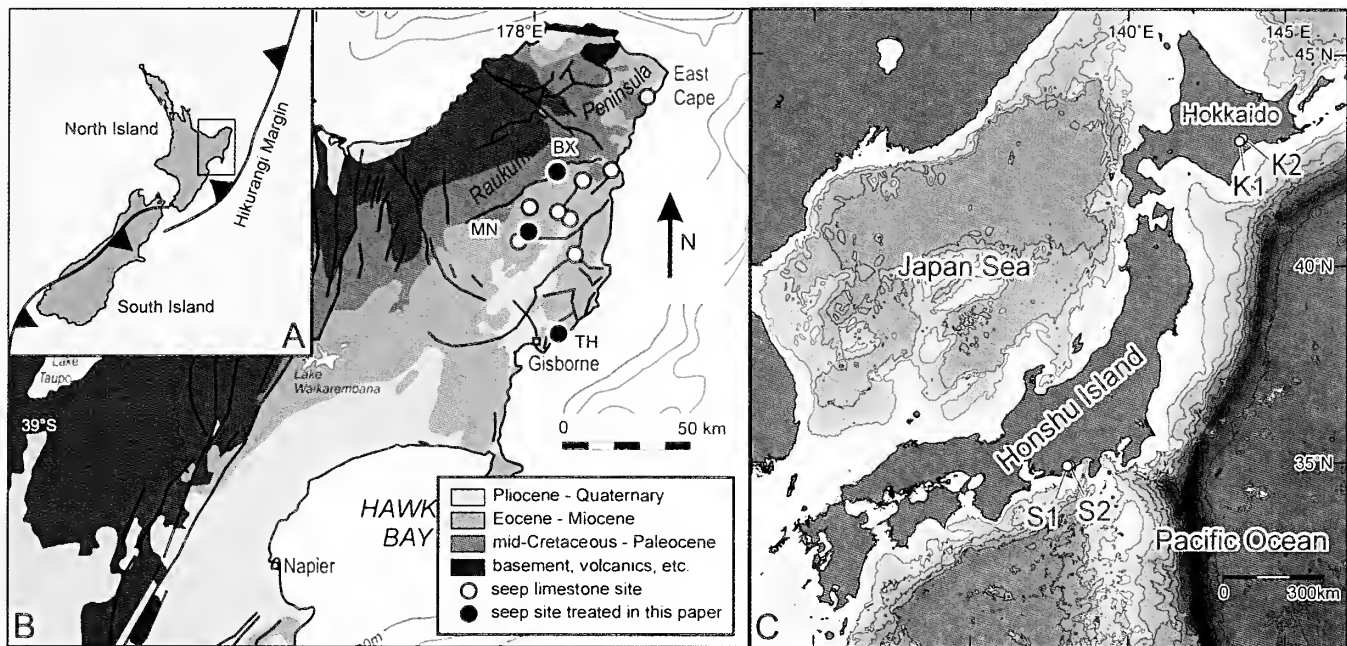 North Island
Hikurangi Margin
South Island
A
178°E
East
Cape
Peninsula
BX
MN
N
TH
Gisborne
Lake
Taupo
Lake
Waikaremoana
39°S
0 50 km
HAWK
BAY
Napier
Pliocene - Quaternary
Eocene - Miocene
mid-Cretaceous - Paleocene
basement, volcanics, etc.
seep limestone site
seep site treated in this paper
B
140°E
145°E
45°N
Hokkaido
K2
K1
Japan Sea
40°N
Honshu Island
35°N
S1
S2
Pacific Ocean
0 300km
C